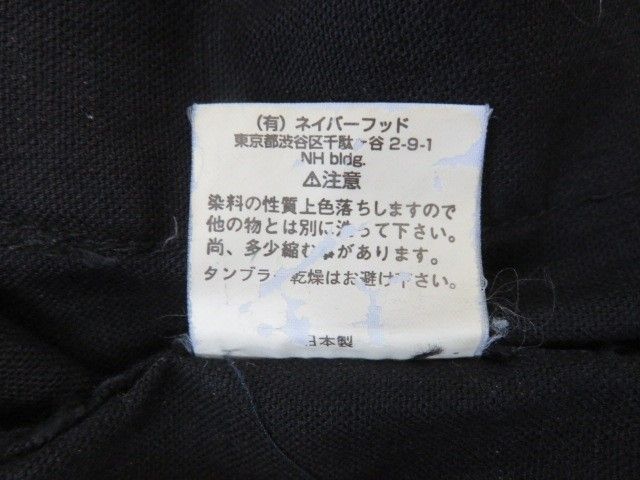 (有) ネイバーフッド
東京都渋谷区千駄ヶ谷 2-9-1
NH bldg.
⚠注意
染料の性質上色落ちしますので
他の物とは別に洗って下さい。
尚、多少縮む事があります。
タンブラー乾燥はお避け下さい。
日本製